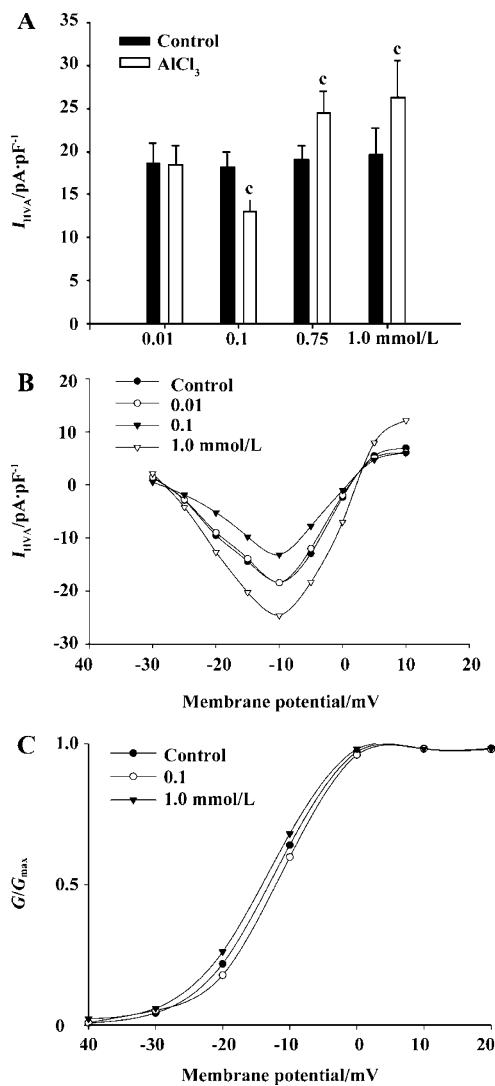 A
Control
AlCl₃
35
30
25
20
15
10
5
0
I_HVA/pA·pF⁻¹
c
c
c
0.01 0.1 0.75 1.0 mmol/L
B
Control
0.01
0.1
1.0 mmol/L
20
10
0
-10
-20
-30
I_HVA/pA·pF⁻¹
40 -30 -20 -10 0 10 20
Membrane potential/mV
C
Control
0.1
1.0 mmol/L
1.0
0.5
0
G/G_max
40 -30 -20 -10 0 10 20
Membrane potential/mV